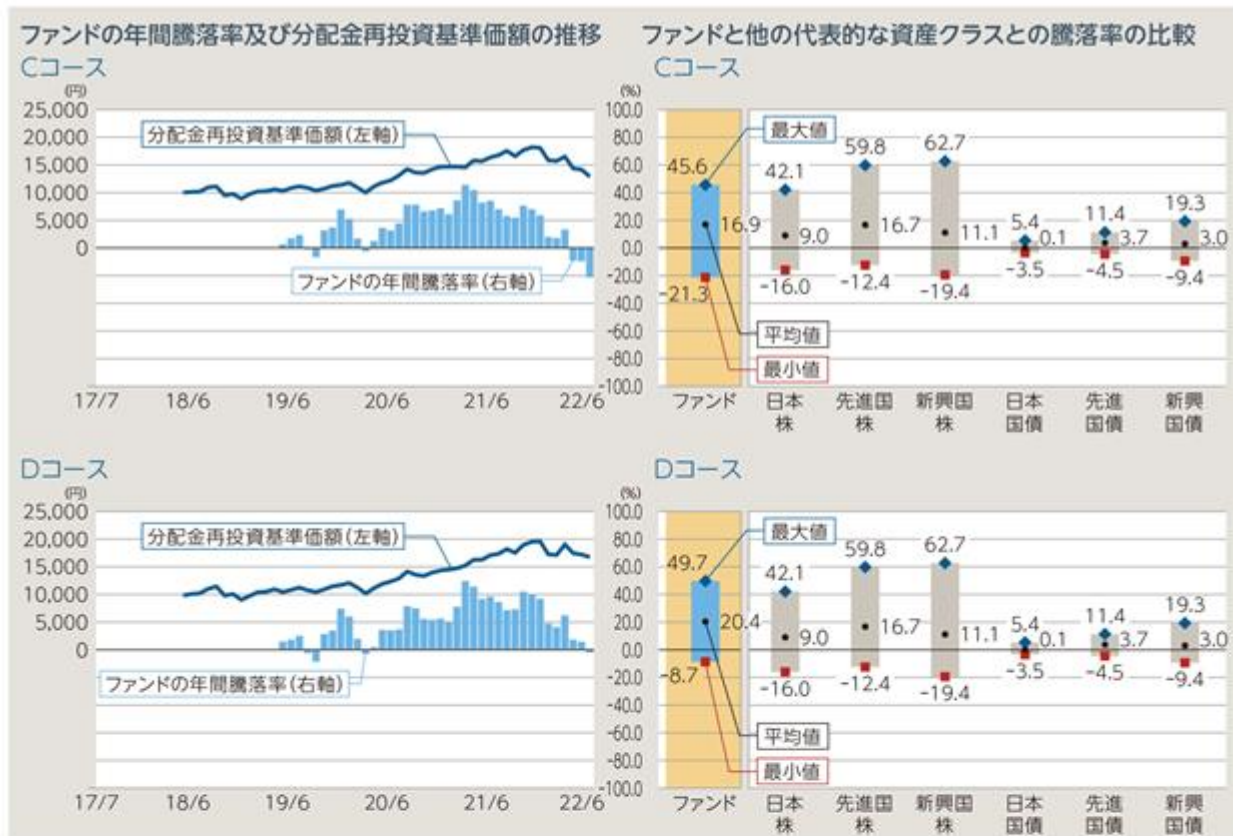 ファンドの年間騰落率及び分配金再投資基準価額の推移
Cコース
(円)
25,000
20,000
15,000
10,000
5,000
0
分配金再投資基準価額(左軸)
ファンドの年間騰落率(右軸)
(%)
100.0
80.0
60.0
40.0
20.0
0.0
-20.0
-40.0
-60.0
-80.0
-100.0
17/7 18/6 19/6 20/6 21/6 22/6
ファンドと他の代表的な資産クラスとの騰落率の比較
Cコース
最大値
45.6 42.1 59.8 62.7 5.4 11.4 19.3
16.9 9.0 16.7 11.1 0.1 3.7 3.0
-21.3 -16.0 -12.4 -19.4 -3.5 -4.5 -9.4
平均値
最小値
ファンド 日本 先進国 新興国 日本 先進 新興
株 株 株 国債 国債 国債
Dコース
(円)
25,000
20,000
15,000
10,000
5,000
0
分配金再投資基準価額(左軸)
ファンドの年間騰落率(右軸)
(%)
100.0
80.0
60.0
40.0
20.0
0.0
-20.0
-40.0
-60.0
-80.0
-100.0
17/7 18/6 19/6 20/6 21/6 22/6
Dコース
最大値
49.7 42.1 59.8 62.7 5.4 11.4 19.3
20.4 9.0 16.7 11.1 0.1 3.7 3.0
-8.7 -16.0 -12.4 -19.4 -3.5 -4.5 -9.4
平均値
最小値
ファンド 日本 先進国 新興国 日本 先進 新興
株 株 株 国債 国債 国債